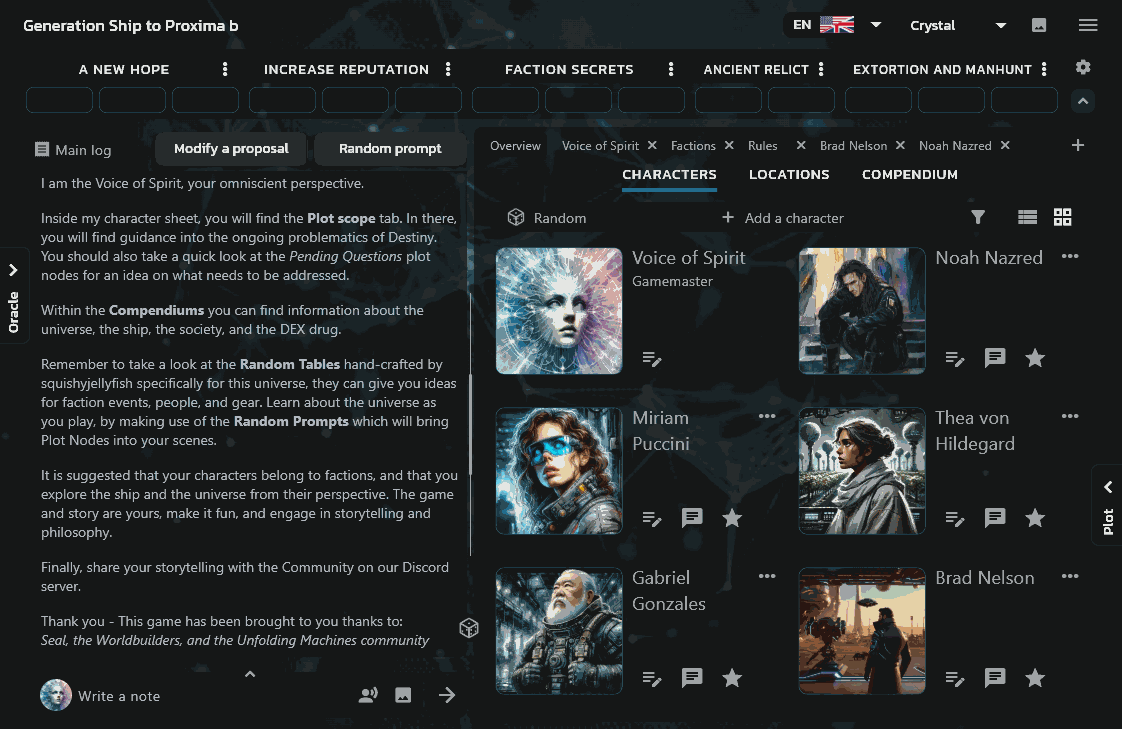 Generation Ship to Proxima b
EN
Crystal
A NEW HOPE
INCREASE REPUTATION
FACTION SECRETS
ANCIENT RELICT
EXTORTION AND MANHUNT
Main log
Modify a proposal
Random prompt
I am the Voice of Spirit, your omniscient perspective.
Inside my character sheet, you will find the Plot scope tab. In there,
you will find guidance into the ongoing problematics of Destiny.
You should also take a quick look at the Pending Questions plot
nodes for an idea on what needs to be addressed.
Within the Compendiums you can find information about the
universe, the ship, the society, and the DEX drug.
Remember to take a look at the Random Tables hand-crafted by
squishyjellyfish specifically for this universe, they can give you ideas
for faction events, people, and gear. Learn about the universe as
you play, by making use of the Random Prompts which will bring
Plot Nodes into your scenes.
It is suggested that your characters belong to factions, and that you
explore the ship and the universe from their perspective. The game
and story are yours, make it fun, and engage in storytelling and
philosophy.
Finally, share your storytelling with the Community on our Discord
server.
Thank you - This game has been brought to you thanks to:
Seal, the Worldbuilders, and the Unfolding Machines community
Write a note
Oracle
Overview
Voice of Spirit
Factions
Rules
Brad Nelson
Noah Nazred
CHARACTERS
LOCATIONS
COMPENDIUM
Random
Add a character
Voice of Spirit
Gamemaster
Noah Nazred
Miriam
Puccini
Thea von
Hildegard
Gabriel
Gonzales
Brad Nelson
Plot